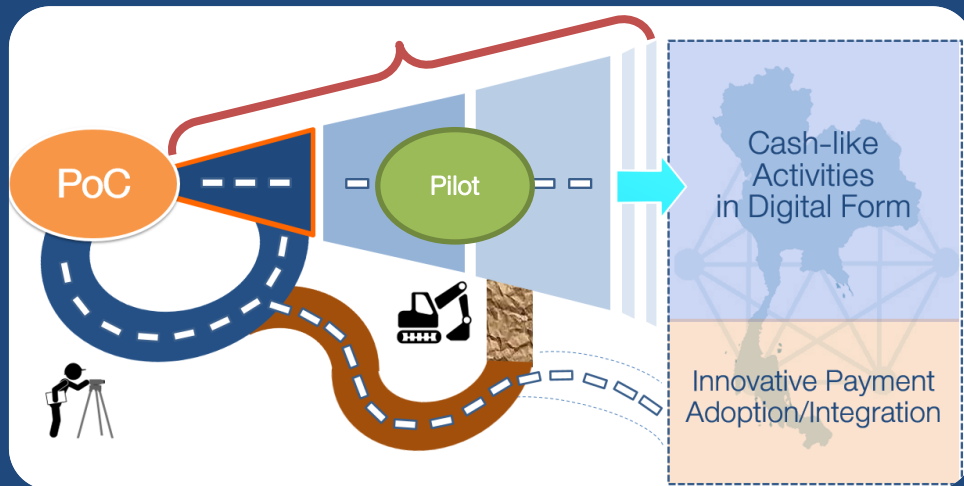 PoC
Pilot
Cash-like
Activities
in Digital Form
Innovative Payment
Adoption/Integration